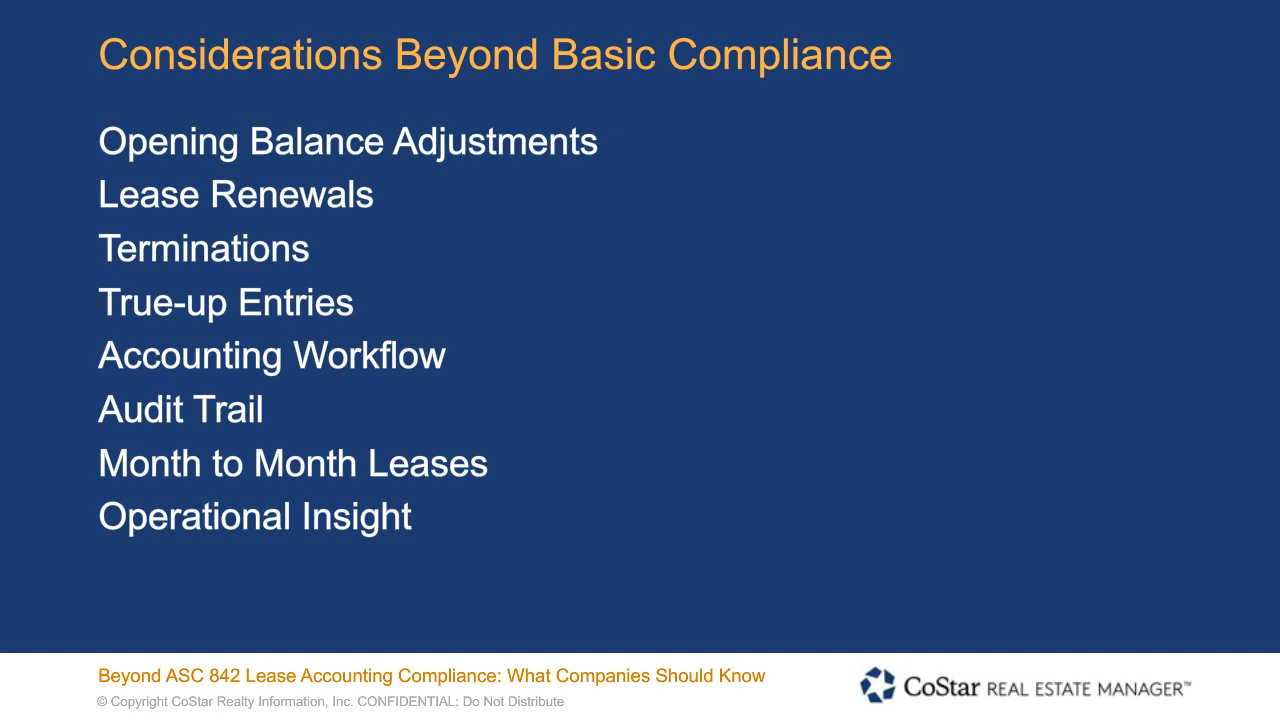 Considerations Beyond Basic Compliance
Opening Balance Adjustments
Lease Renewals
Terminations
True-up Entries
Accounting Workflow
Audit Trail
Month to Month Leases
Operational Insight
Beyond ASC 842 Lease Accounting Compliance: What Companies Should Know
© Copyright CoStar Realty Information, Inc. CONFIDENTIAL: Do Not Distribute
CoStar REAL ESTATE MANAGER™